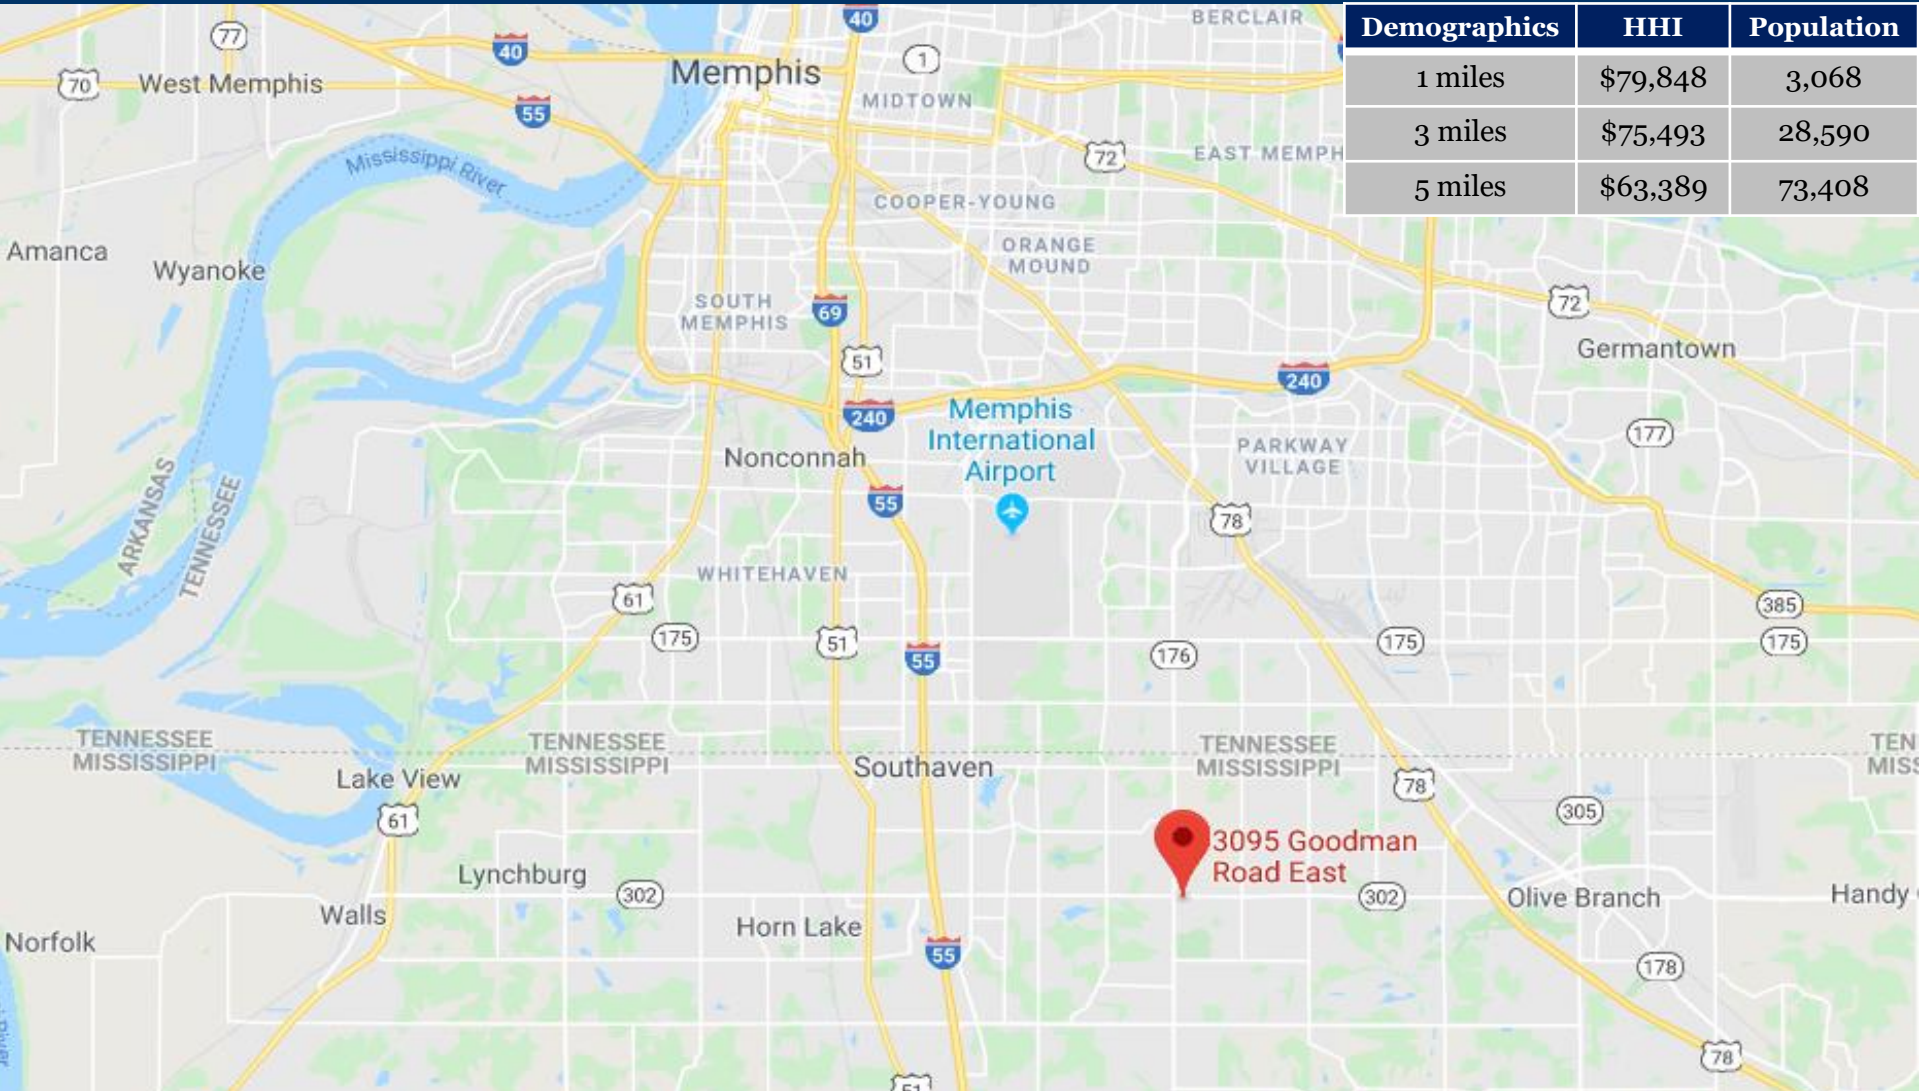 40
BERCLAIR
Demographics HHI Population
77
40
1
1 miles $79,848 3,068
70
West Memphis
Memphis
MIDTOWN
55
3 miles $75,493 28,590
Mississippi River
72
EAST MEMPH
5 miles $63,389 73,408
COOPER-YOUNG
Amanca
Wyanoke
ORANGE
MOUND
SOUTH
MEMPHIS
69
72
51
Germantown
240
240
Memphis
International
Airport
177
Nonconnah
PARKWAY
VILLAGE
55
78
ARKANSAS
TENNESSEE
WHITEHAVEN
61
385
175
51
55
176
175
175
TENNESSEE
MISSISSIPPI
TENNESSEE
MISSISSIPPI
TENNESSEE
MISSISSIPPI
TEN
MISS
Lake View
Southaven
78
61
305
3095 Goodman
Road East
Lynchburg
302
302
Olive Branch
Handy
Walls
Horn Lake
Norfolk
55
178
78
51